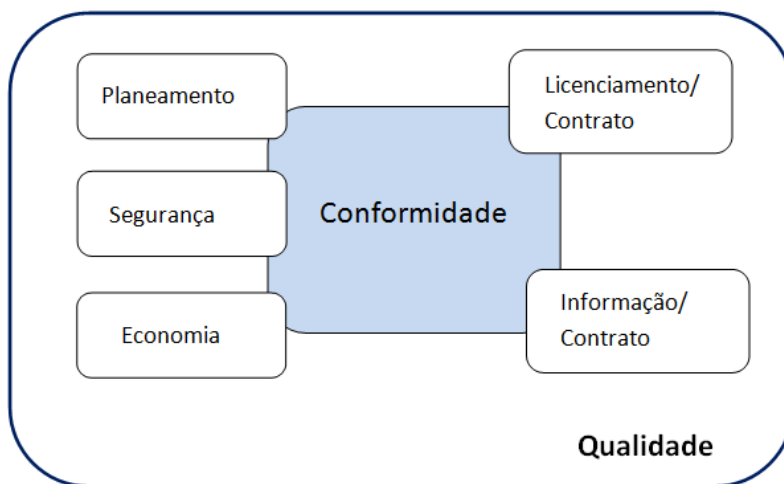 Planeamento
Segurança
Economia
Conformidade
Licenciamento/
Contrato
Informação/
Contrato
Qualidade